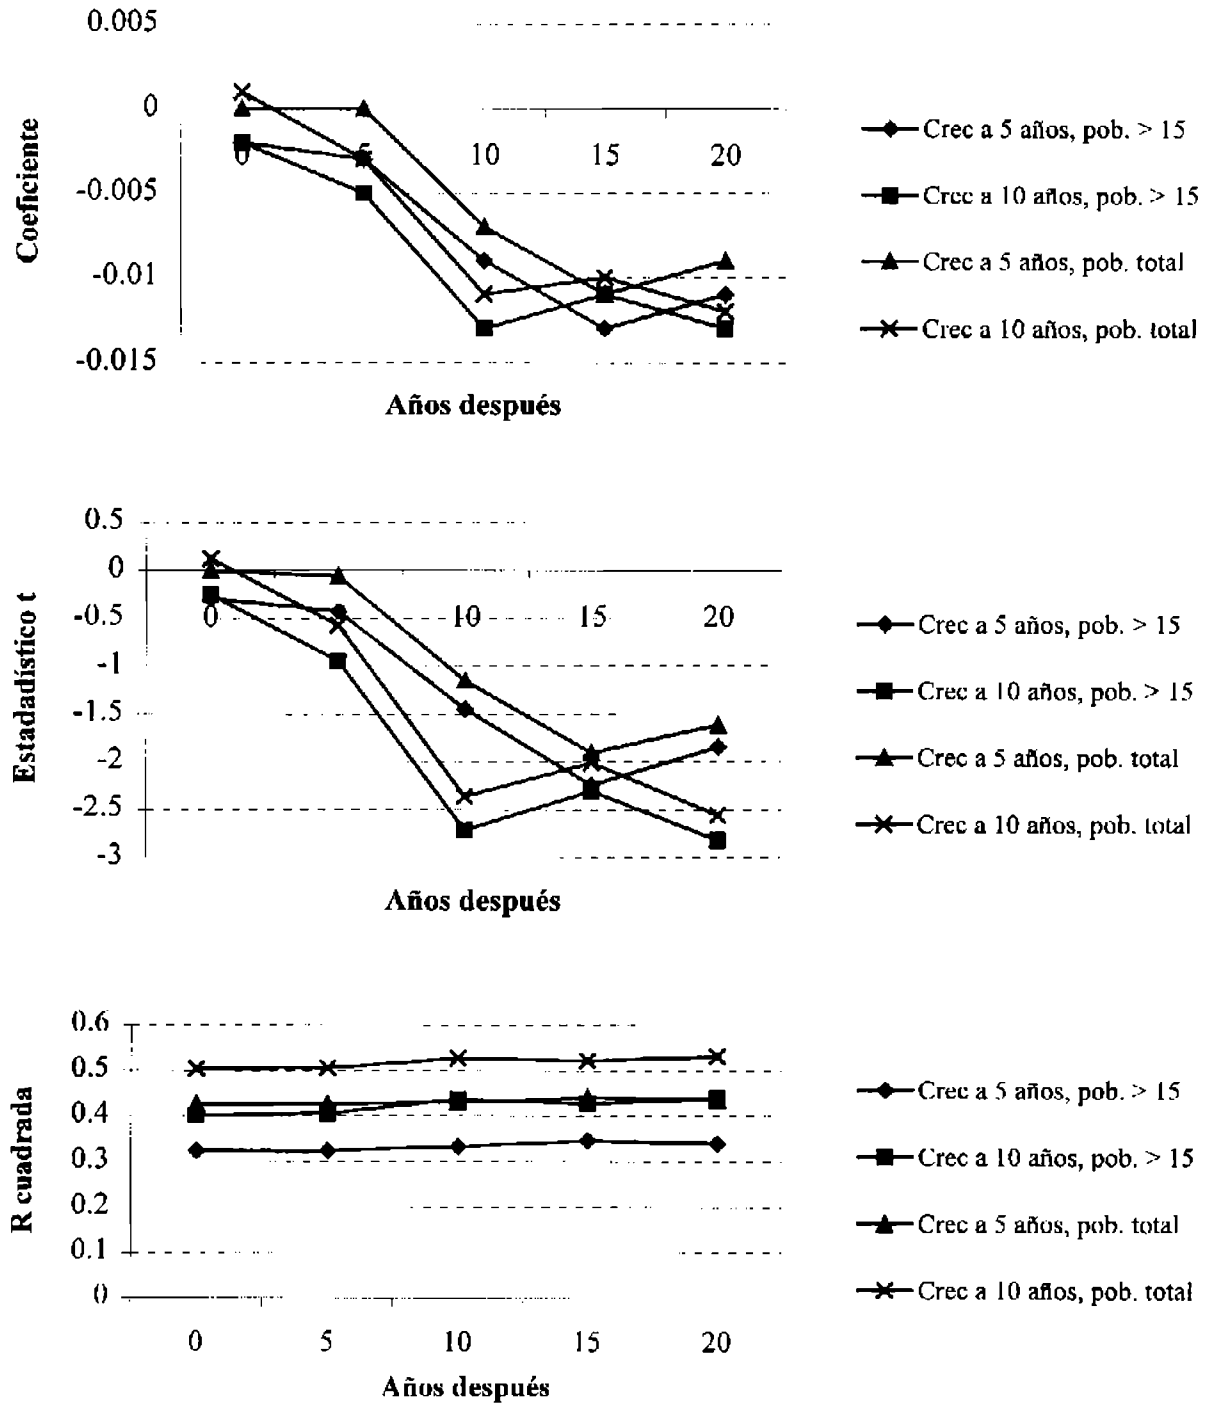 0.005
0
-0.005
-0.01
-0.015
Coeficiente
0 5 10 15 20
Años después
Crec a 5 años, pob. > 15
Crec a 10 años, pob. > 15
Crec a 5 años, pob. total
Crec a 10 años, pob. total
0.5
0
-0.5
-1
-1.5
-2
-2.5
-3
Estadadístico t
0 10 15 20
Años después
Crec a 5 años, pob. > 15
Crec a 10 años, pob. > 15
Crec a 5 años, pob. total
Crec a 10 años, pob. total
0.6
0.5
0.4
0.3
0.2
0.1
0
R cuadrada
0 5 10 15 20
Años después
Crec a 5 años, pob. > 15
Crec a 10 años, pob. > 15
Crec a 5 años, pob. total
Crec a 10 años, pob. total